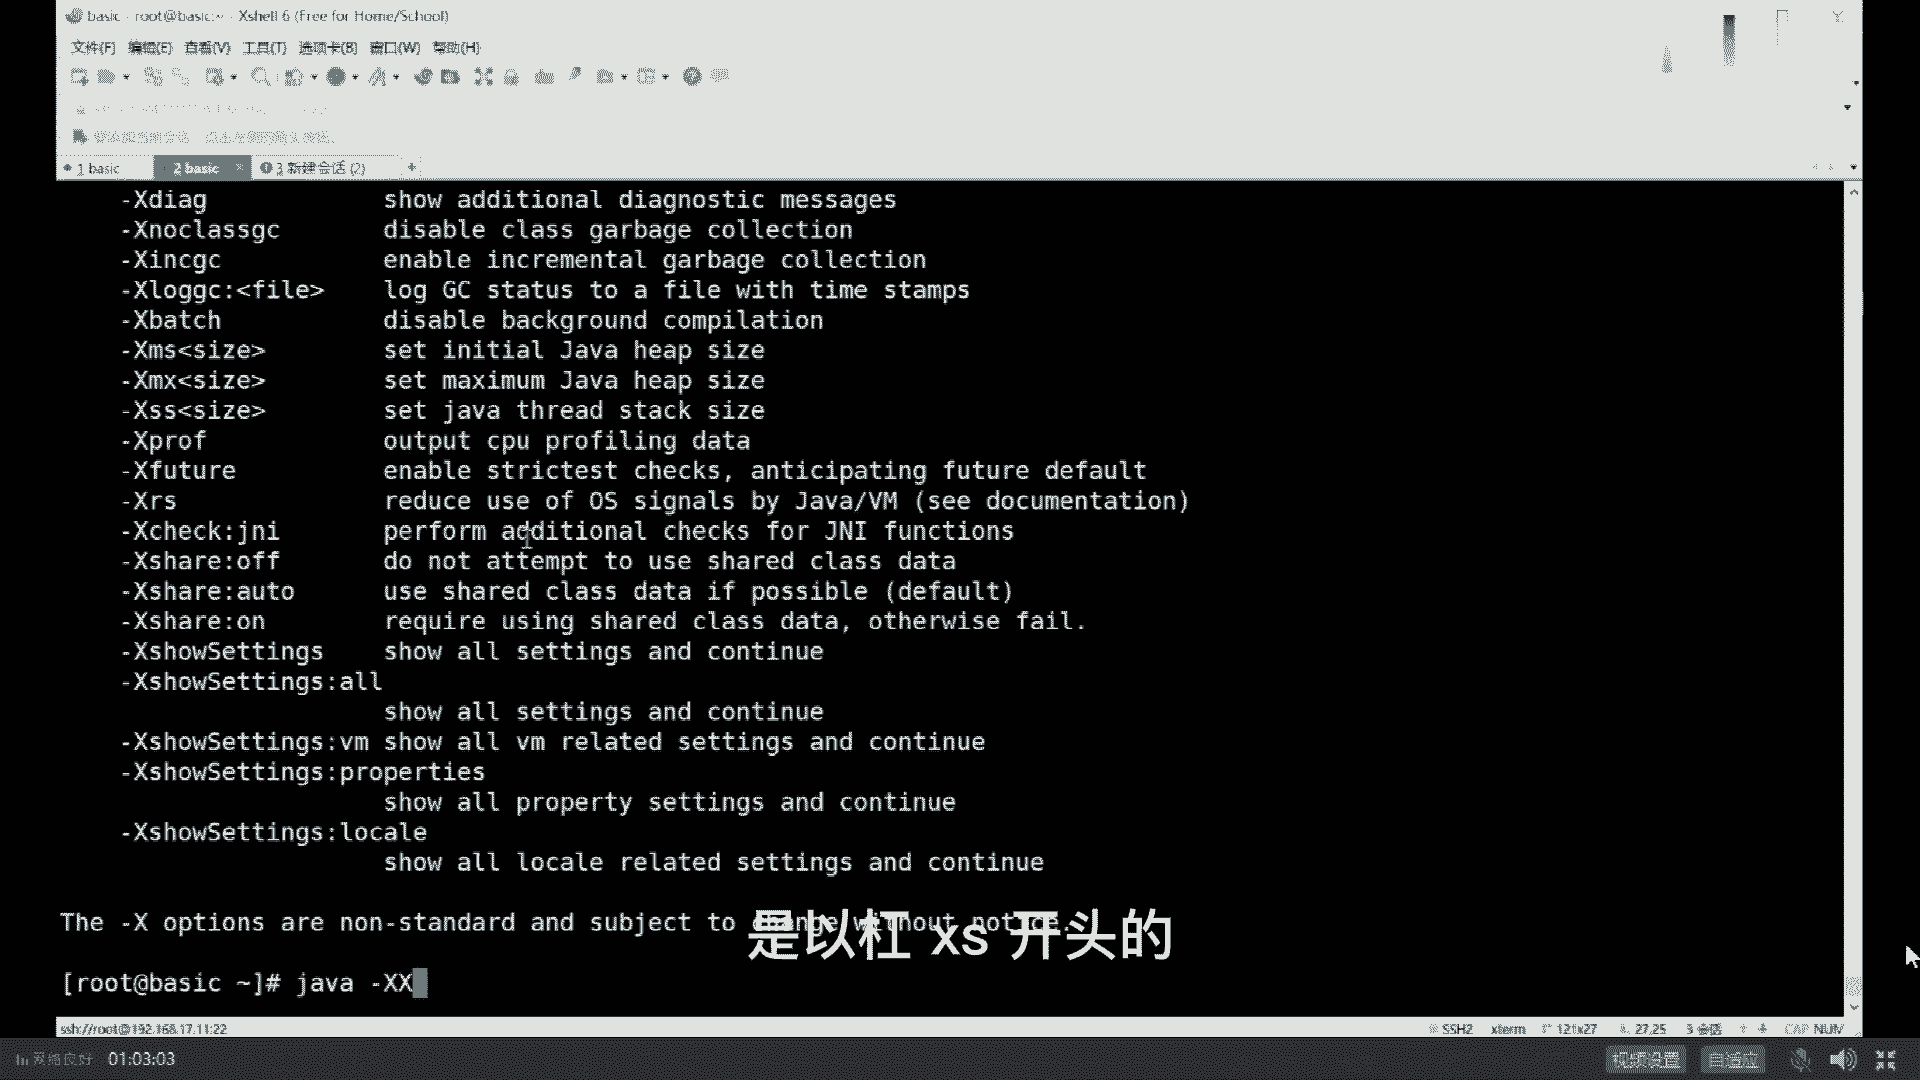 basic - root@basic:~ - Xshell 6 (Free for Home/School)
文件(F) 编辑(E) 查看(V) 工具(T) 选项卡(B) 窗口(W) 帮助(H)
1 basic 2 basic × 3 新建会话 (2) +
-Xdiag show additional diagnostic messages
-Xnoclassgc disable class garbage collection
-Xincgc enable incremental garbage collection
-Xloggc:<file> log GC status to a file with time stamps
-Xbatch disable background compilation
-Xms<size> set initial Java heap size
-Xmx<size> set maximum Java heap size
-Xss<size> set java thread stack size
-Xprof output cpu profiling data
-Xfuture enable strictest checks, anticipating future default
-Xrs reduce use of OS signals by Java/VM (see documentation)
-Xcheck:jni perform additional checks for JNI functions
-Xshare:off do not attempt to use shared class data
-Xshare:auto use shared class data if possible (default)
-Xshare:on require using shared class data, otherwise fail.
-XshowSettings show all settings and continue
-XshowSettings:all
show all settings and continue
-XshowSettings:vm show all vm related settings and continue
-XshowSettings:properties
show all property settings and continue
-XshowSettings:locale
show all locale related settings and continue
The -X options are non-standard and subject to change without notice.
是以杠 xs 开头的
[root@basic ~]# java -XX
ssh://root@192.168.17.11:22 SSH2 xterm 121x27 27,25 3 会话 CAP NUM
网络良好 01:03:03 视频设置 自适应